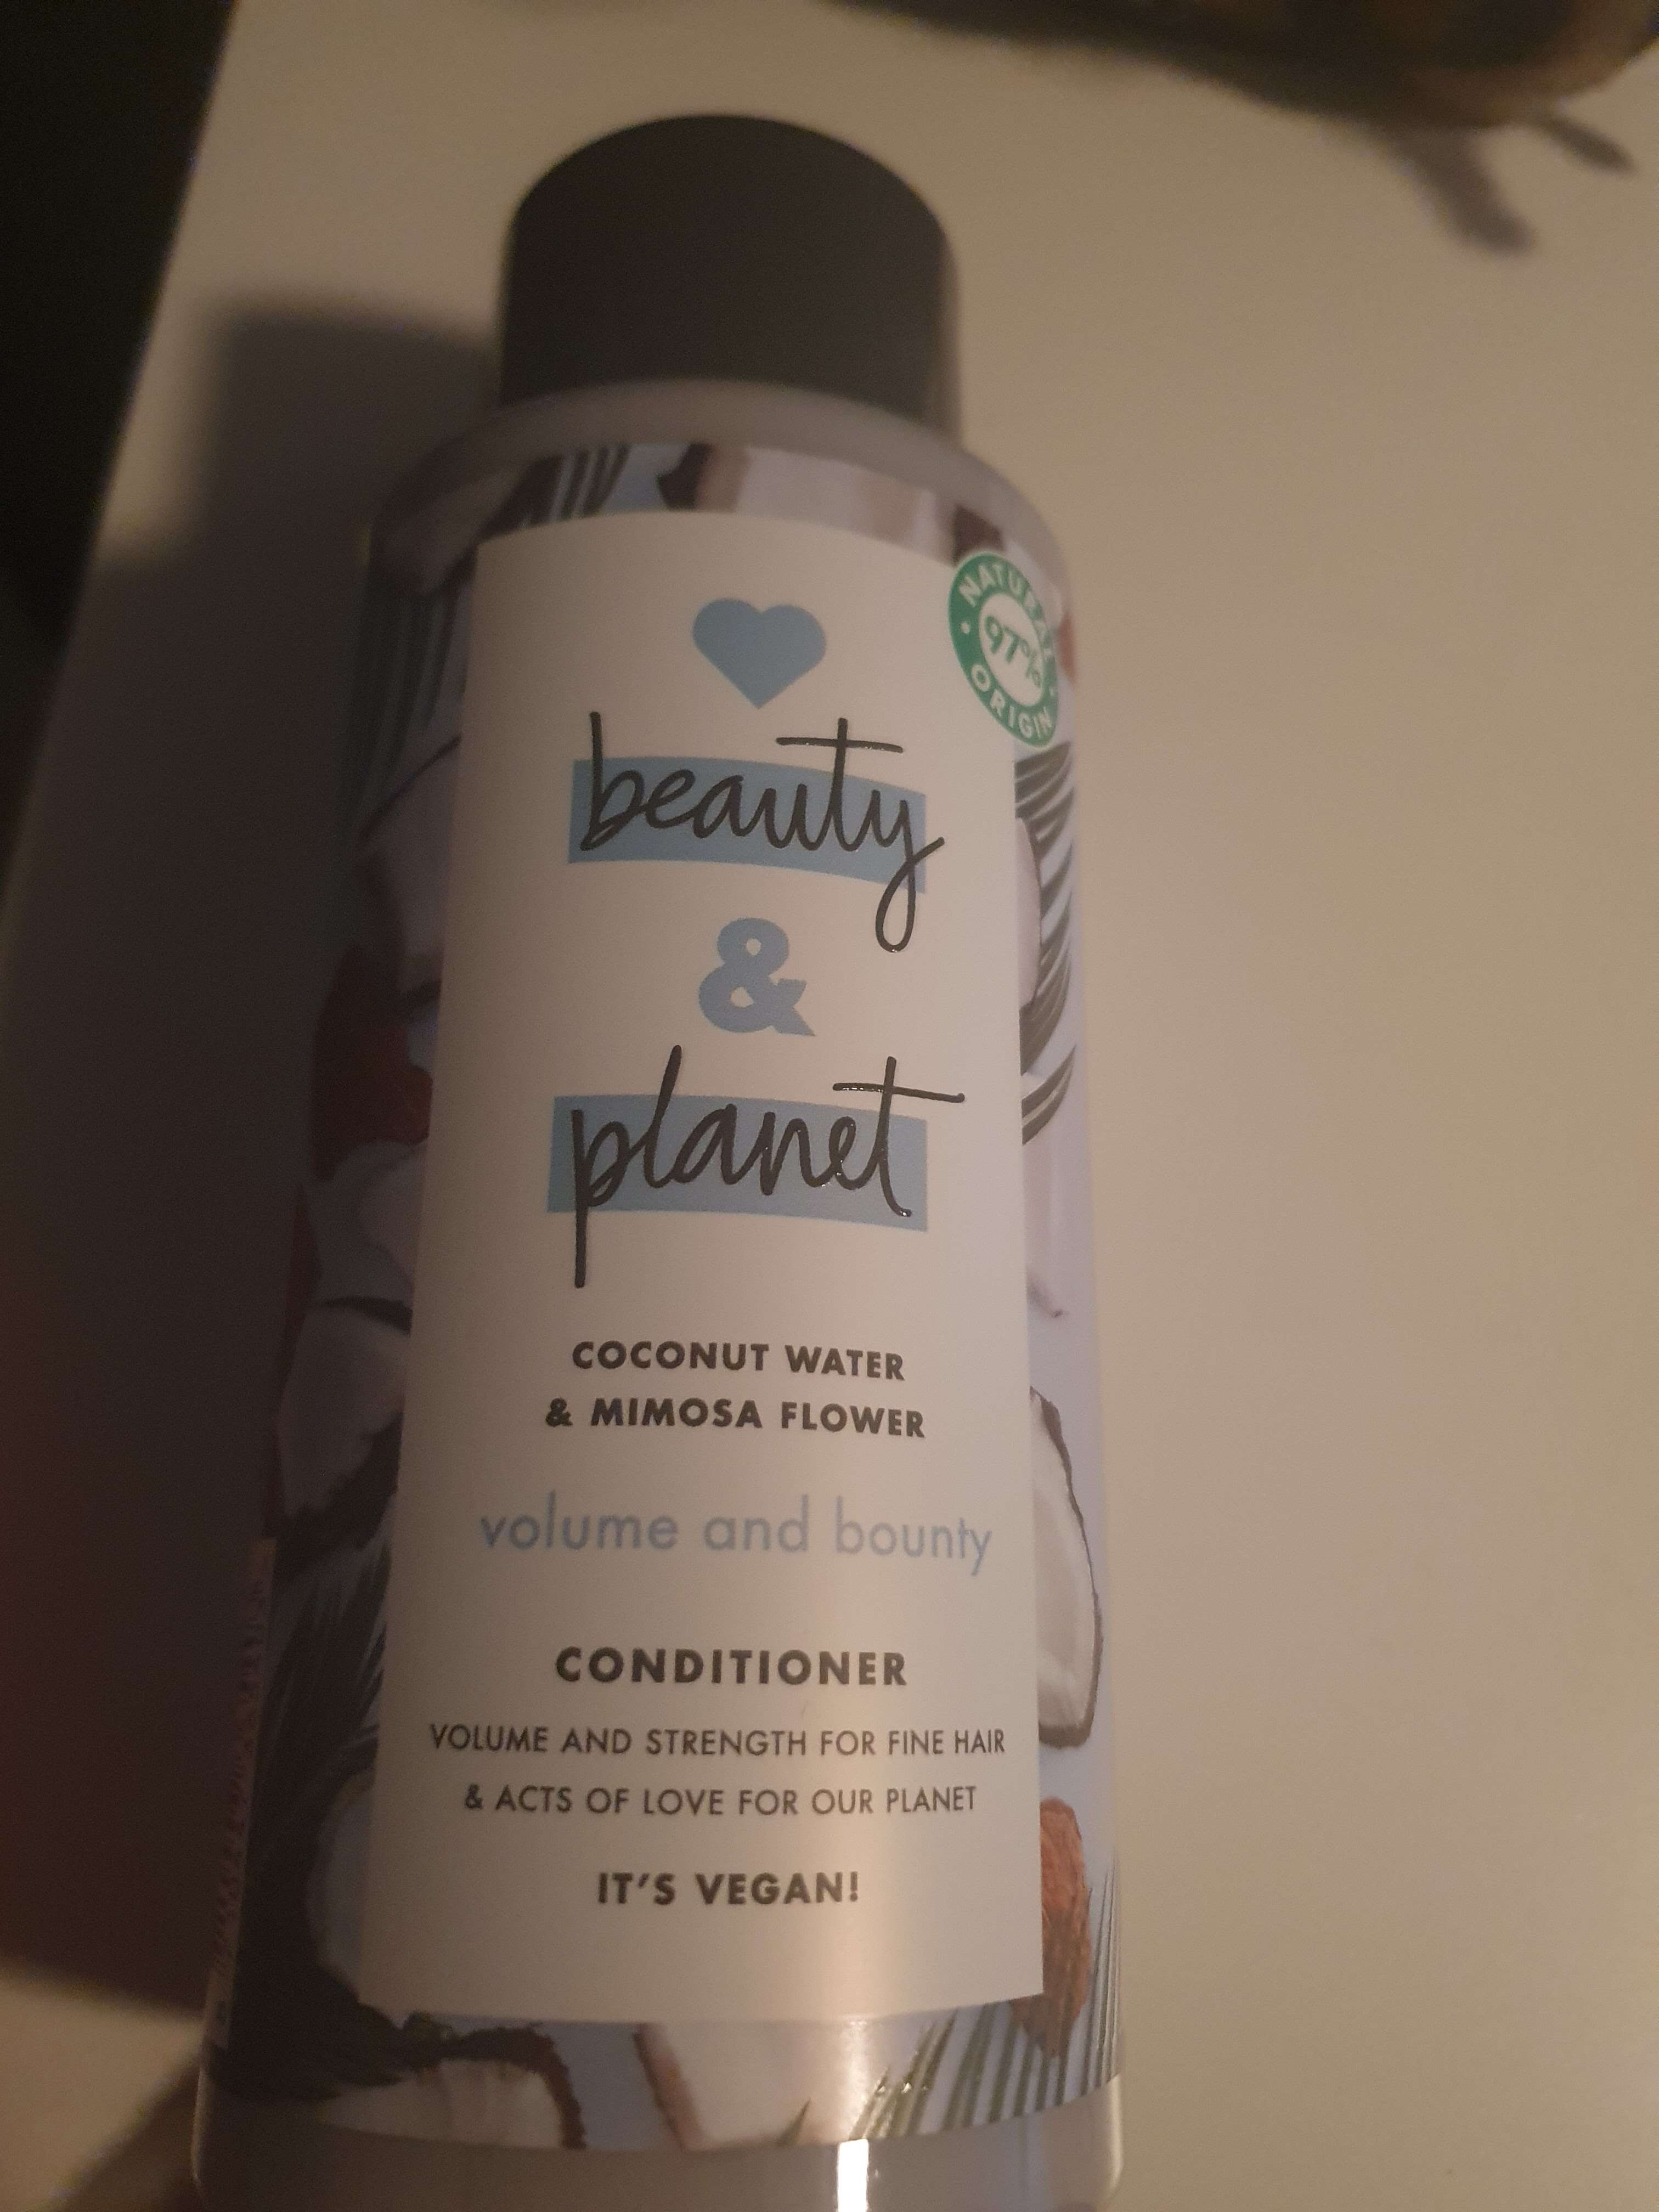 NATURAL
97%
ORIGIN
beauty
&
planet
COCONUT WATER
& MIMOSA FLOWER
volume and bounty
CONDITIONER
VOLUME AND STRENGTH FOR FINE HAIR
& ACTS OF LOVE FOR OUR PLANET
IT'S VEGAN!